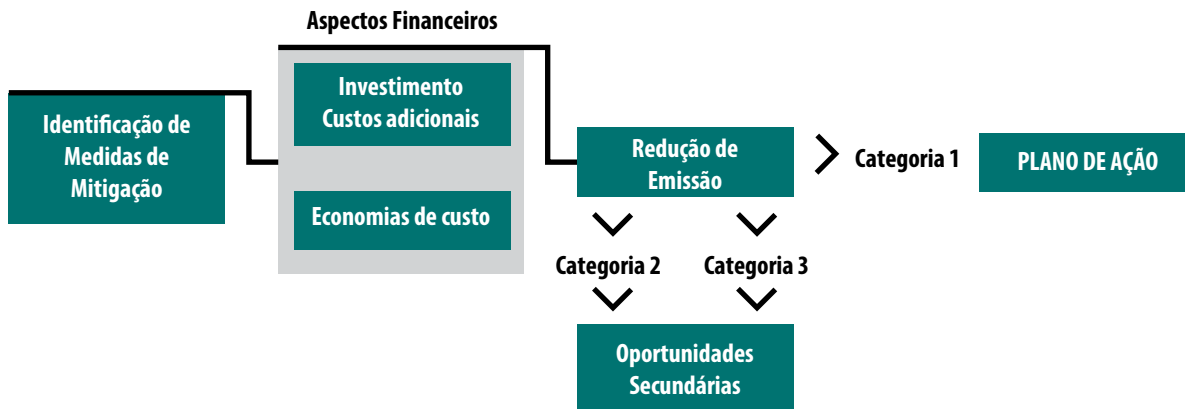 Aspectos Financeiros
Identificação de
Medidas de
Mitigação
Investimento
Custos adicionais
Economias de custo
Redução de
Emissão
Categoria 1
PLANO DE AÇÃO
Categoria 2
Categoria 3
Oportunidades
Secundárias